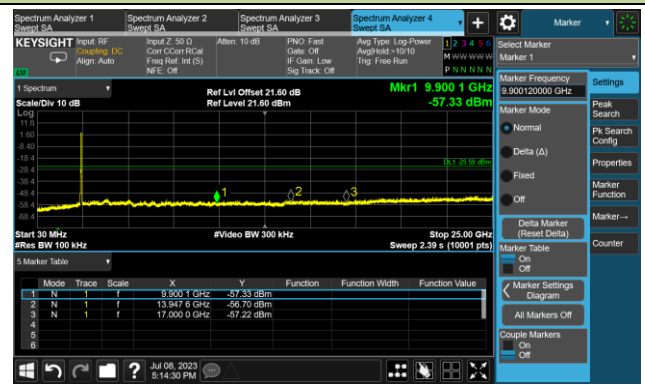 Spectrum Analyzer 1
Swept SA
Spectrum Analyzer 2
Swept SA
Spectrum Analyzer 3
Swept SA
Spectrum Analyzer 4
Swept SA
Marker
KEYSIGHT
Input: RF
Coupling: DC
Align: Auto
Input Z: 50 Ω
Corr CCorr RCal
Freq Ref: Int (S)
NFE: Off
Atten: 10 dB
PNO: Fast
Gate: Off
IF Gain: Low
Sig Track: Off
Avg Type: Log-Power
Avg|Hold:>10/10
Trig: Free Run
1 2 3 4 5 6
M W W W W W
P N N N N N
LXI
1 Spectrum
Scale/Div 10 dB
Log
Ref Lvl Offset 21.60 dB
Ref Level 21.60 dBm
Mkr1 9.900 1 GHz
-57.33 dBm
11.6
1.60
-8.40
-18.4
-28.4
-38.4
-48.4
-58.4
-68.4
DL1 -25.59 dBm
1
2
3
Start 30 MHz
#Res BW 100 kHz
#Video BW 300 kHz
Stop 25.00 GHz
Sweep 2.39 s (10001 pts)
5 Marker Table
Mode Trace Scale X Y Function Function Width Function Value
1 N 1 f 9.900 1 GHz -57.33 dBm
2 N 1 f 13.947 6 GHz -56.70 dBm
3 N 1 f 17.000 0 GHz -57.22 dBm
4
5
6
Select Marker
Marker 1
Marker Frequency
9.900120000 GHz
Marker Mode
Normal
Delta (Δ)
Fixed
Off
Delta Marker
(Reset Delta)
Marker Table
On
Off
Marker Settings
Diagram
All Markers Off
Couple Markers
On
Off
Settings
Peak
Search
Pk Search
Config
Properties
Marker
Function
Marker→
Counter
Jul 08, 2023
5:14:30 PM